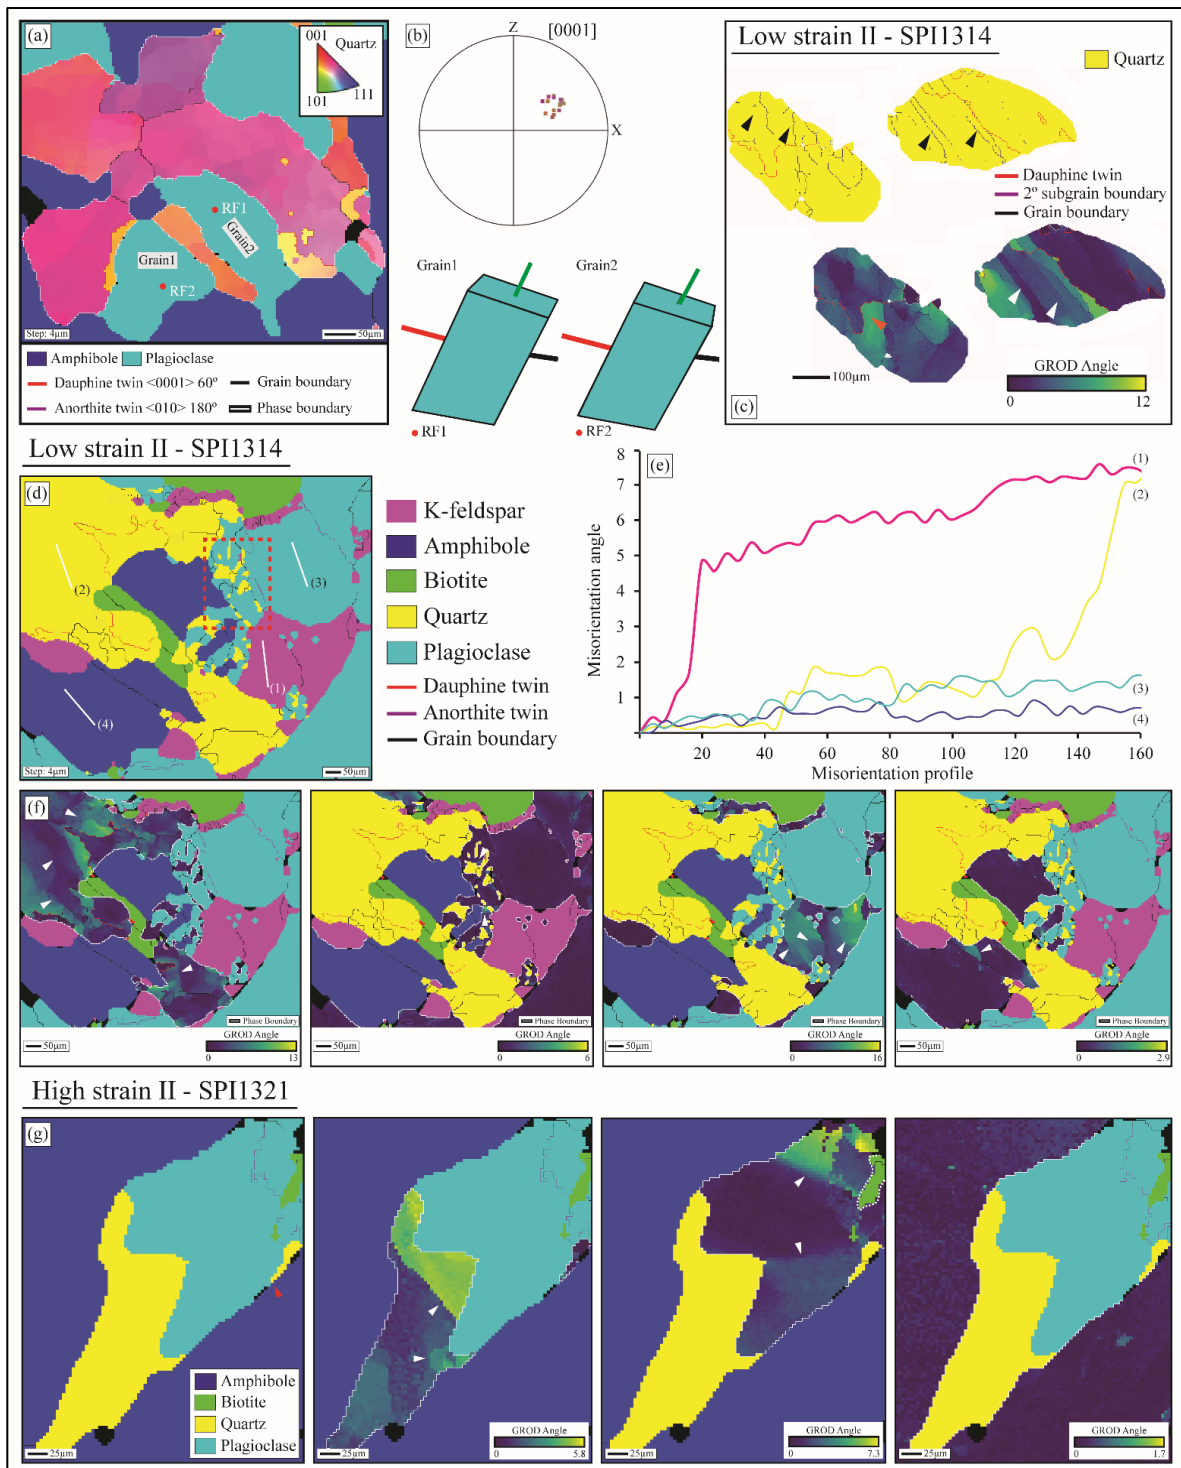 (a)
001
Quartz
101
111
RF1
Grain2
Grain1
RF2
Step: 4µm
50µm
Amphibole
Plagioclase
Dauphine twin <0001> 60º
Grain boundary
Anorthite twin <010> 180º
Phase boundary
(b)
Z
[0001]
X
Grain1
Grain2
RF1
RF2
Low strain II - SPI1314
Quartz
Dauphine twin
2º subgrain boundary
Grain boundary
100µm
GROD Angle
0
12
(c)
Low strain II - SPI1314
(d)
(2)
(3)
(1)
(4)
Step: 4µm
50µm
K-feldspar
Amphibole
Biotite
Quartz
Plagioclase
Dauphine twin
Anorthite twin
Grain boundary
(e)
Misorientation angle
8
7
6
5
4
3
2
1
20
40
60
80
100
120
140
160
Misorientation profile
(1)
(2)
(3)
(4)
(f)
Phase Boundary
50µm
GROD Angle
0
13
Phase Boundary
50µm
GROD Angle
0
6
Phase Boundary
50µm
GROD Angle
0
16
Phase Boundary
50µm
GROD Angle
0
2.9
High strain II - SPI1321
(g)
Amphibole
Biotite
Quartz
Plagioclase
25µm
GROD Angle
0
5.8
25µm
GROD Angle
0
7.3
25µm
GROD Angle
0
1.7
25µm